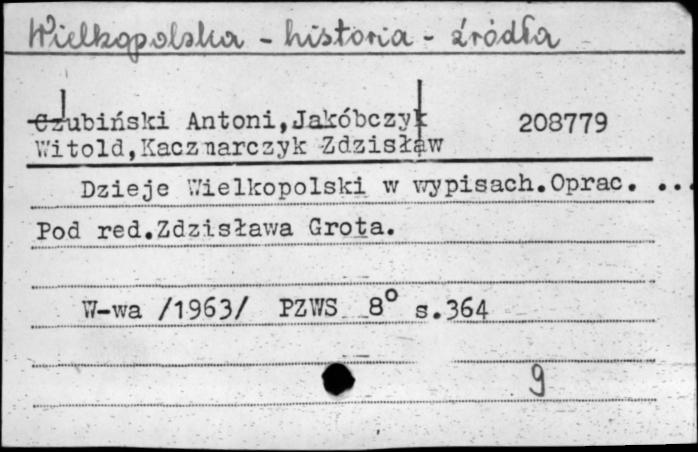 Wielkopolska - historia - źródła
Czubiński Antoni,Jakóbczyk 208779
Witold,Kaczmarczyk Zdzisław
Dzieje Wielkopolski w wypisach.Oprac. ...
Pod red.Zdzisława Grota.
W-wa /1963/ PZWS 8° s.364
9